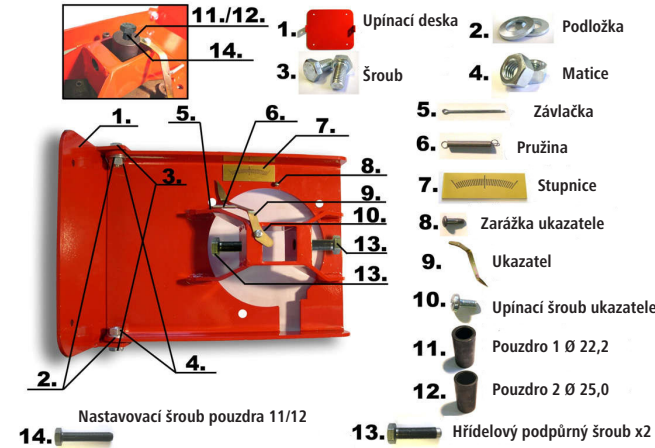 11./12.
14.
1. Upínací deska
2. Podložka
3. Šroub
4. Matice
5. Závlačka
6. Pružina
7. Stupnice
8. Zarážka ukazatele
9. Ukazatel
10. Upínací šroub ukazatele
11. Pouzdro 1 Ø 22,2
12. Pouzdro 2 Ø 25,0
13. Hřídelový podpůrný šroub x2
14. Nastavovací šroub pouzdra 11/12
1.
5.
6.
7.
3.
8.
9.
10.
13.
13.
2.
4.